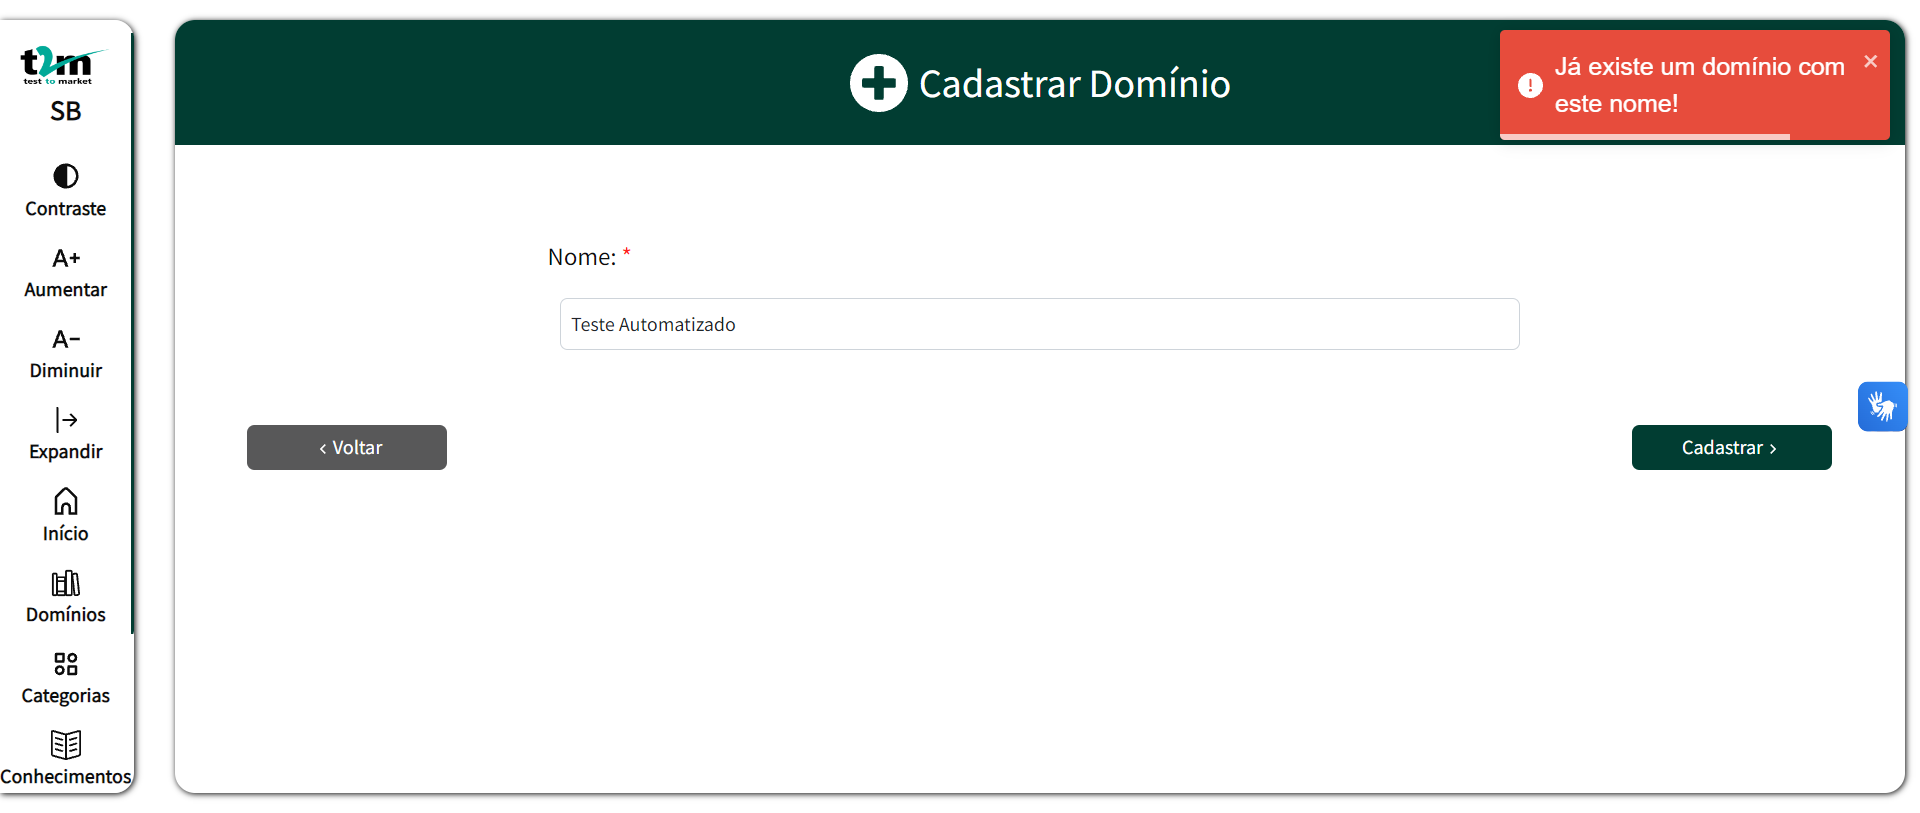 t2m
test to market
SB
Contraste
A+
Aumentar
A-
Diminuir
Expandir
Início
Domínios
Categorias
Conhecimentos
Cadastrar Domínio
Já existe um domínio com
este nome!
Nome: *
Teste Automatizado
‹ Voltar
Cadastrar ›